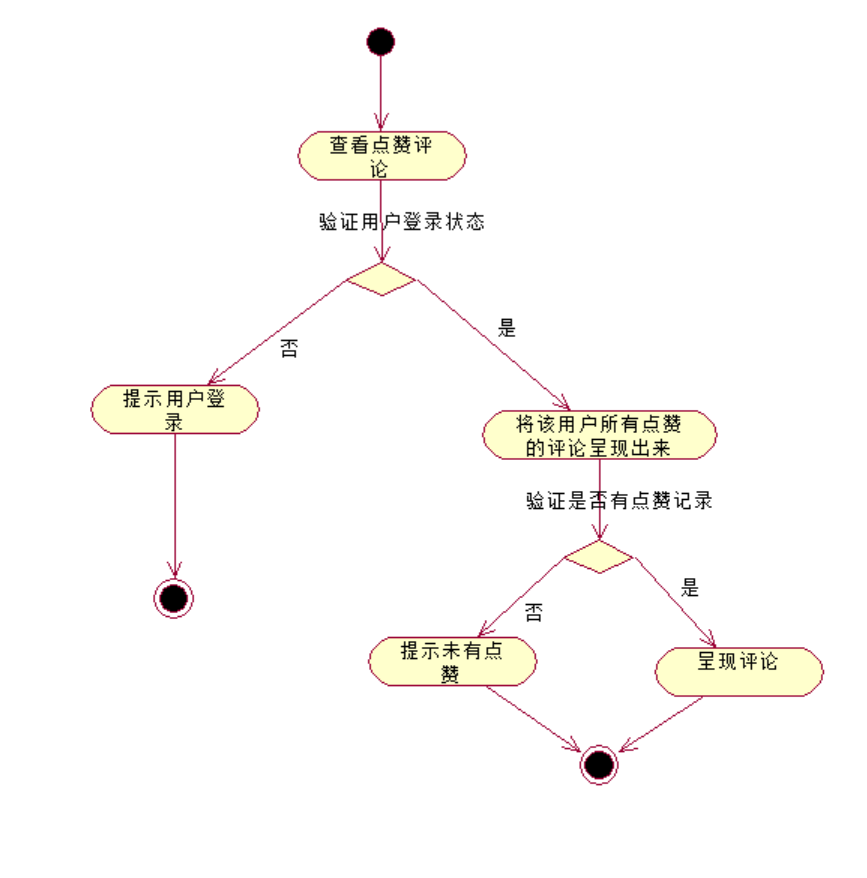 查看点赞评
论
验证用户登录状态
否
是
提示用户登
录
将该用户所有点赞
的评论呈现出来
验证是否有点赞记录
否
是
提示未有点
赞
呈现评论